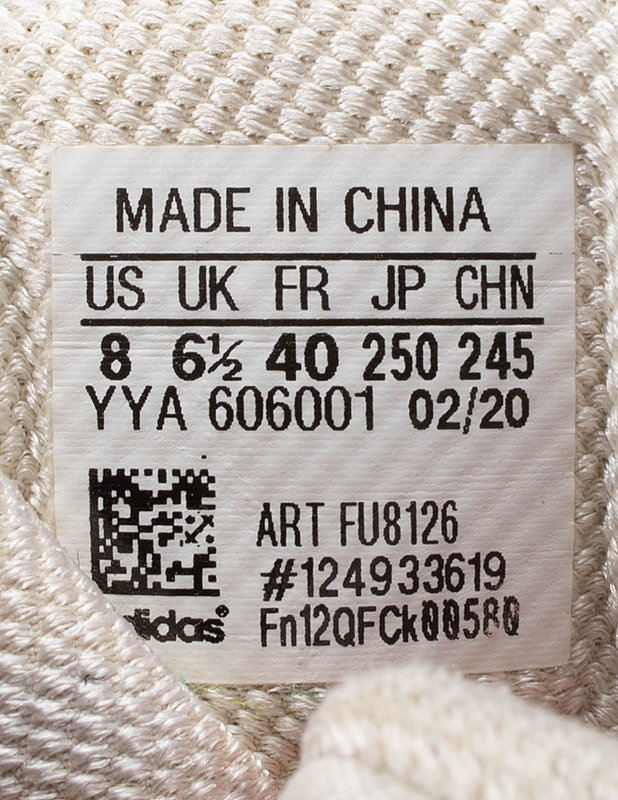 MADE IN CHINA
US UK FR JP CHN
8 6½ 40 250 245
YYA 606001 02/20
ART FU8126
#124933619
adidas® Fn12QFCk00580